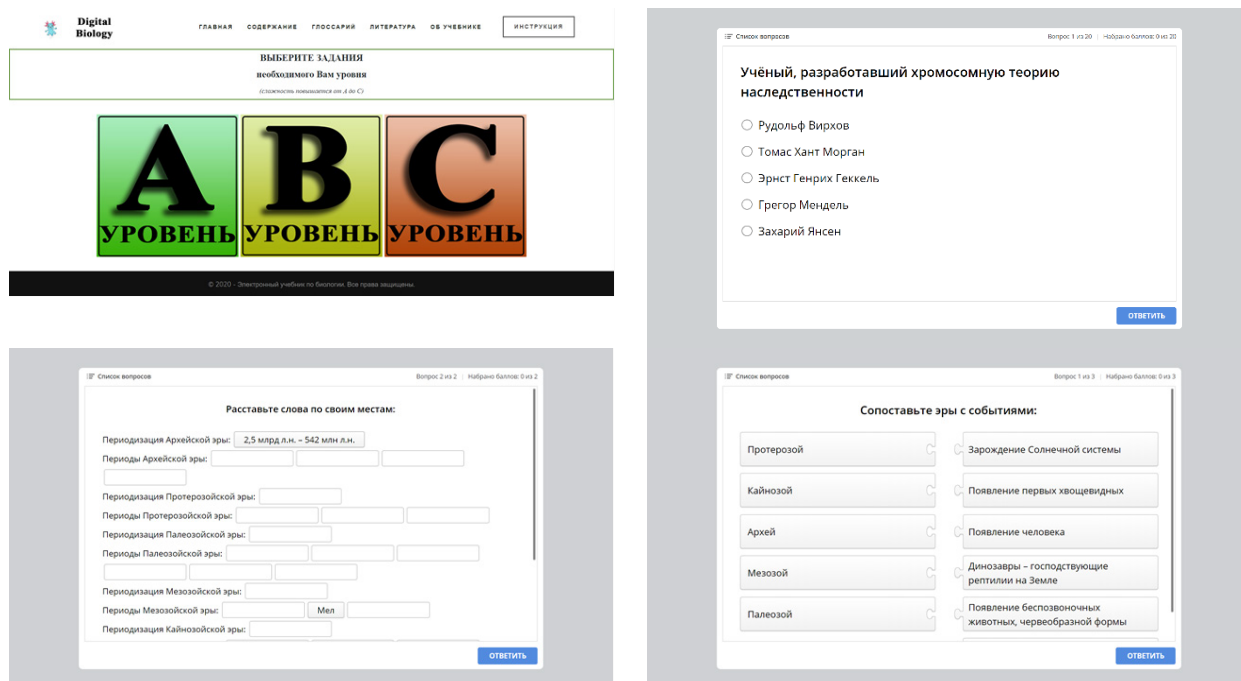 Digital
Biology
ГЛАВНАЯ СОДЕРЖАНИЕ ГЛОССАРИЙ ЛИТЕРАТУРА ОБ УЧЕБНИКЕ ИНСТРУКЦИЯ
ВЫБЕРИТЕ ЗАДАНИЯ
необходимого Вам уровня
(сложность повышается от А до С)
A B C
УРОВЕНЬ УРОВЕНЬ УРОВЕНЬ
© 2020 - Электронный учебник по биологии. Все права защищены.
Список вопросов Вопрос 1 из 20 | Набрано баллов: 0 из 20
Учёный, разработавший хромосомную теорию
наследственности
Рудольф Вирхов
Томас Хант Морган
Эрнст Генрих Геккель
Грегор Мендель
Захарий Янсен
ОТВЕТИТЬ
Список вопросов Вопрос 2 из 2 | Набрано баллов: 0 из 2
Расставьте слова по своим местам:
Периодизация Архейской эры: 2,5 млрд л.н. – 542 млн л.н.
Периоды Архейской эры:
Периодизация Протерозойской эры:
Периоды Протерозойской эры:
Периодизация Палеозойской эры:
Периоды Палеозойской эры:
Периодизация Мезозойской эры:
Периоды Мезозойской эры: Мел
Периодизация Кайнозойской эры:
ОТВЕТИТЬ
Список вопросов Вопрос 1 из 3 | Набрано баллов: 0 из 3
Сопоставьте эры с событиями:
Протерозой Зарождение Солнечной системы
Кайнозой Появление первых хвощевидных
Архей Появление человека
Мезозой Динозавры – господствующие
рептилии на Земле
Палеозой Появление беспозвоночных
животных, червеобразной формы
ОТВЕТИТЬ